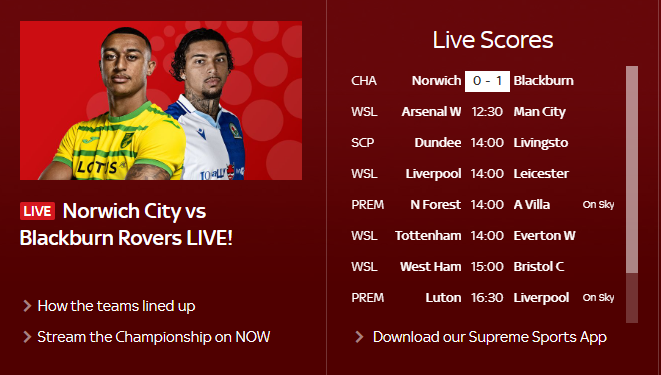 LOTUS
totally
LIVE Norwich City vs
Blackburn Rovers LIVE!
How the teams lined up
Stream the Championship on NOW
Live Scores
CHA Norwich 0 - 1 Blackburn
WSL Arsenal W 12:30 Man City
SCP Dundee 14:00 Livingsto
WSL Liverpool 14:00 Leicester
PREM N Forest 14:00 A Villa On Sky
WSL Tottenham 14:00 Everton W
WSL West Ham 15:00 Bristol C
PREM Luton 16:30 Liverpool On Sky
Download our Supreme Sports App